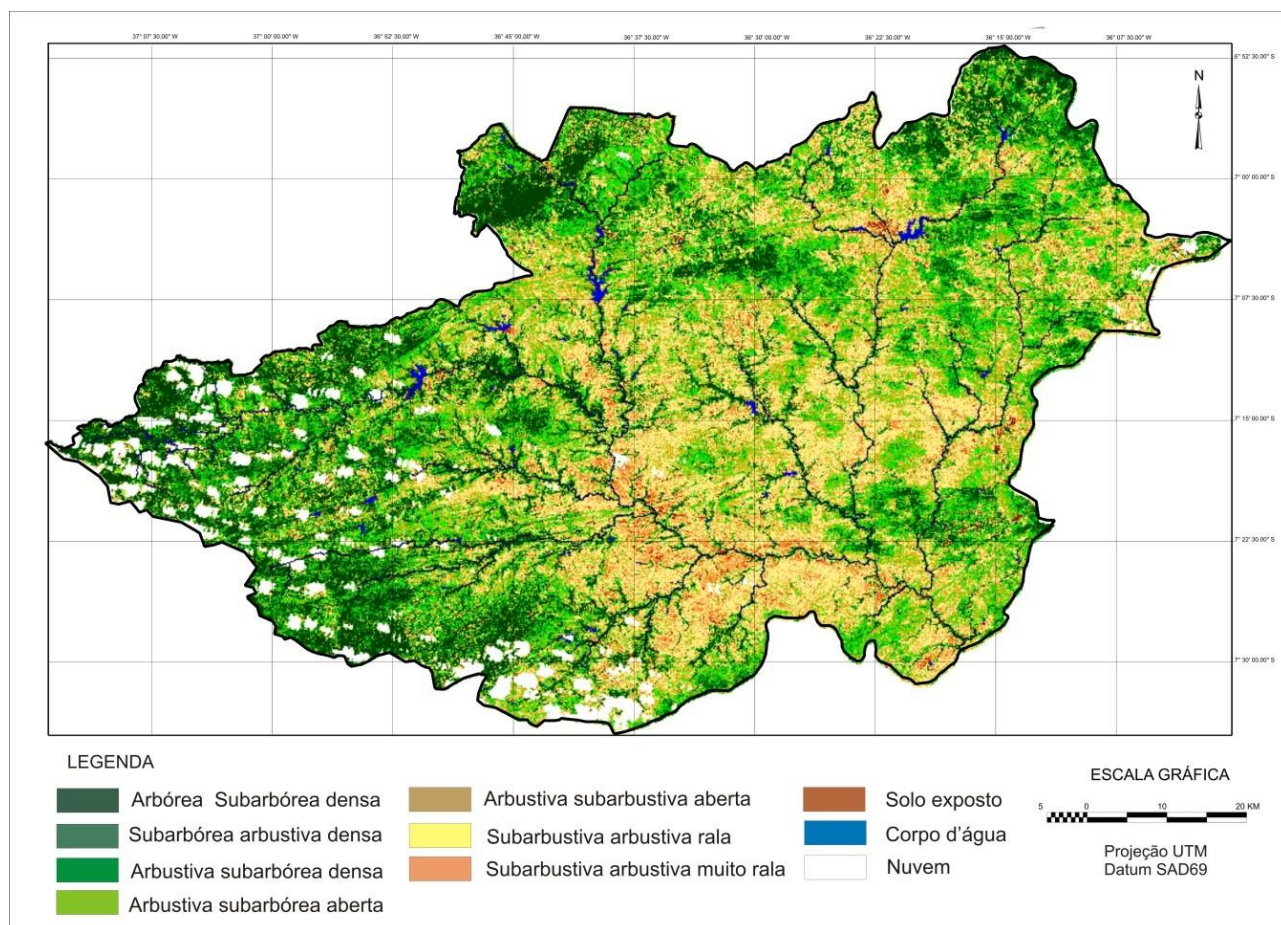 37° 07' 30.00" W
37° 00' 00.00" W
36° 52' 30.00" W
36° 45' 00.00" W
36° 37' 30.00" W
36° 30' 00.00" W
36° 22' 30.00" W
36° 15' 00.00" W
36° 07' 30.00" W
6° 52' 30.00" S
N
7° 00' 00.00" S
7° 07' 30.00" S
7° 15' 00.00" S
7° 22' 30.00" S
7° 30' 00.00" S
LEGENDA
Arbórea Subarbórea densa
Subarbórea arbustiva densa
Arbustiva subarbórea densa
Arbustiva subarbórea aberta
Arbustiva subarbustiva aberta
Subarbustiva arbustiva rala
Subarbustiva arbustiva muito rala
Solo exposto
Corpo d'água
Nuvem
ESCALA GRÁFICA
5 0 10 20 KM
Projeção UTM
Datum SAD69